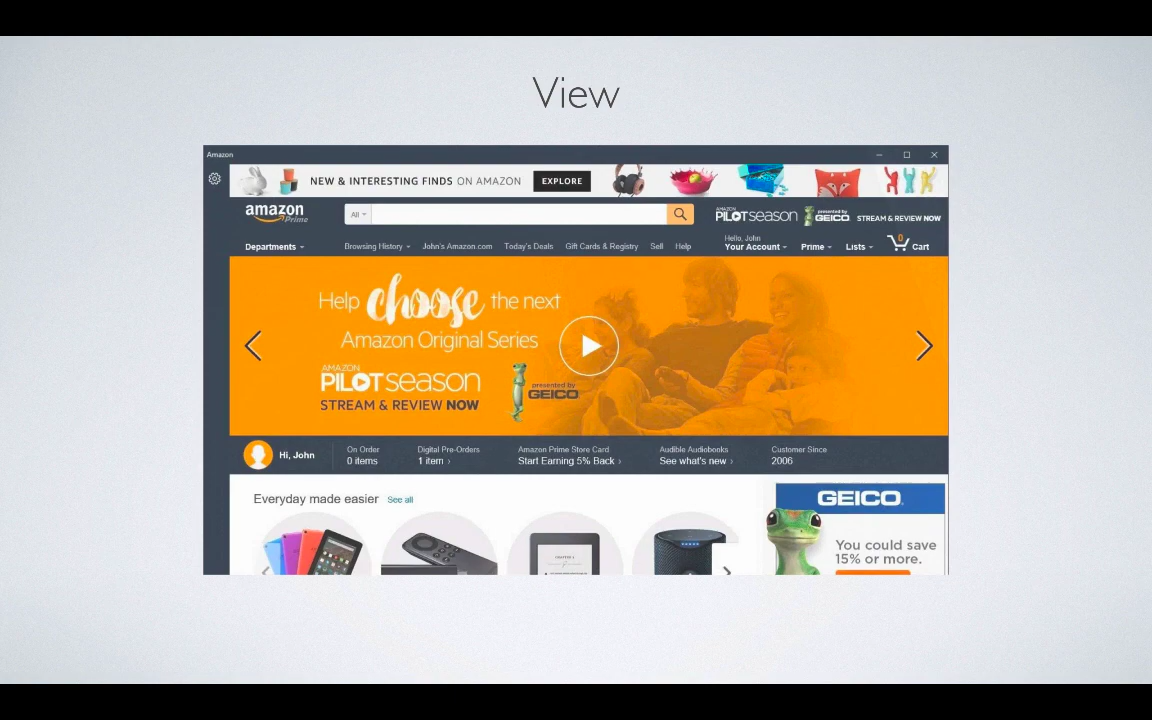 View
Amazon
NEW & INTERESTING FINDS ON AMAZON EXPLORE
amazon
Prime
All
AMAZON
PILOT SEASON
presented by
GEICO
STREAM & REVIEW NOW
Departments
Browsing History
John's Amazon.com
Today's Deals
Gift Cards & Registry
Sell
Help
Hello, John
Your Account
Prime
Lists
0
Cart
Help choose the next
Amazon Original Series
AMAZON
PILOT SEASON
STREAM & REVIEW NOW
presented by
GEICO
Hi, John
On Order
0 items
Digital Pre-Orders
1 item ›
Amazon Prime Store Card
Start Earning 5% Back ›
Audible Audiobooks
See what's new ›
Customer Since
2006
Everyday made easier See all
GEICO
You could save
15% or more.